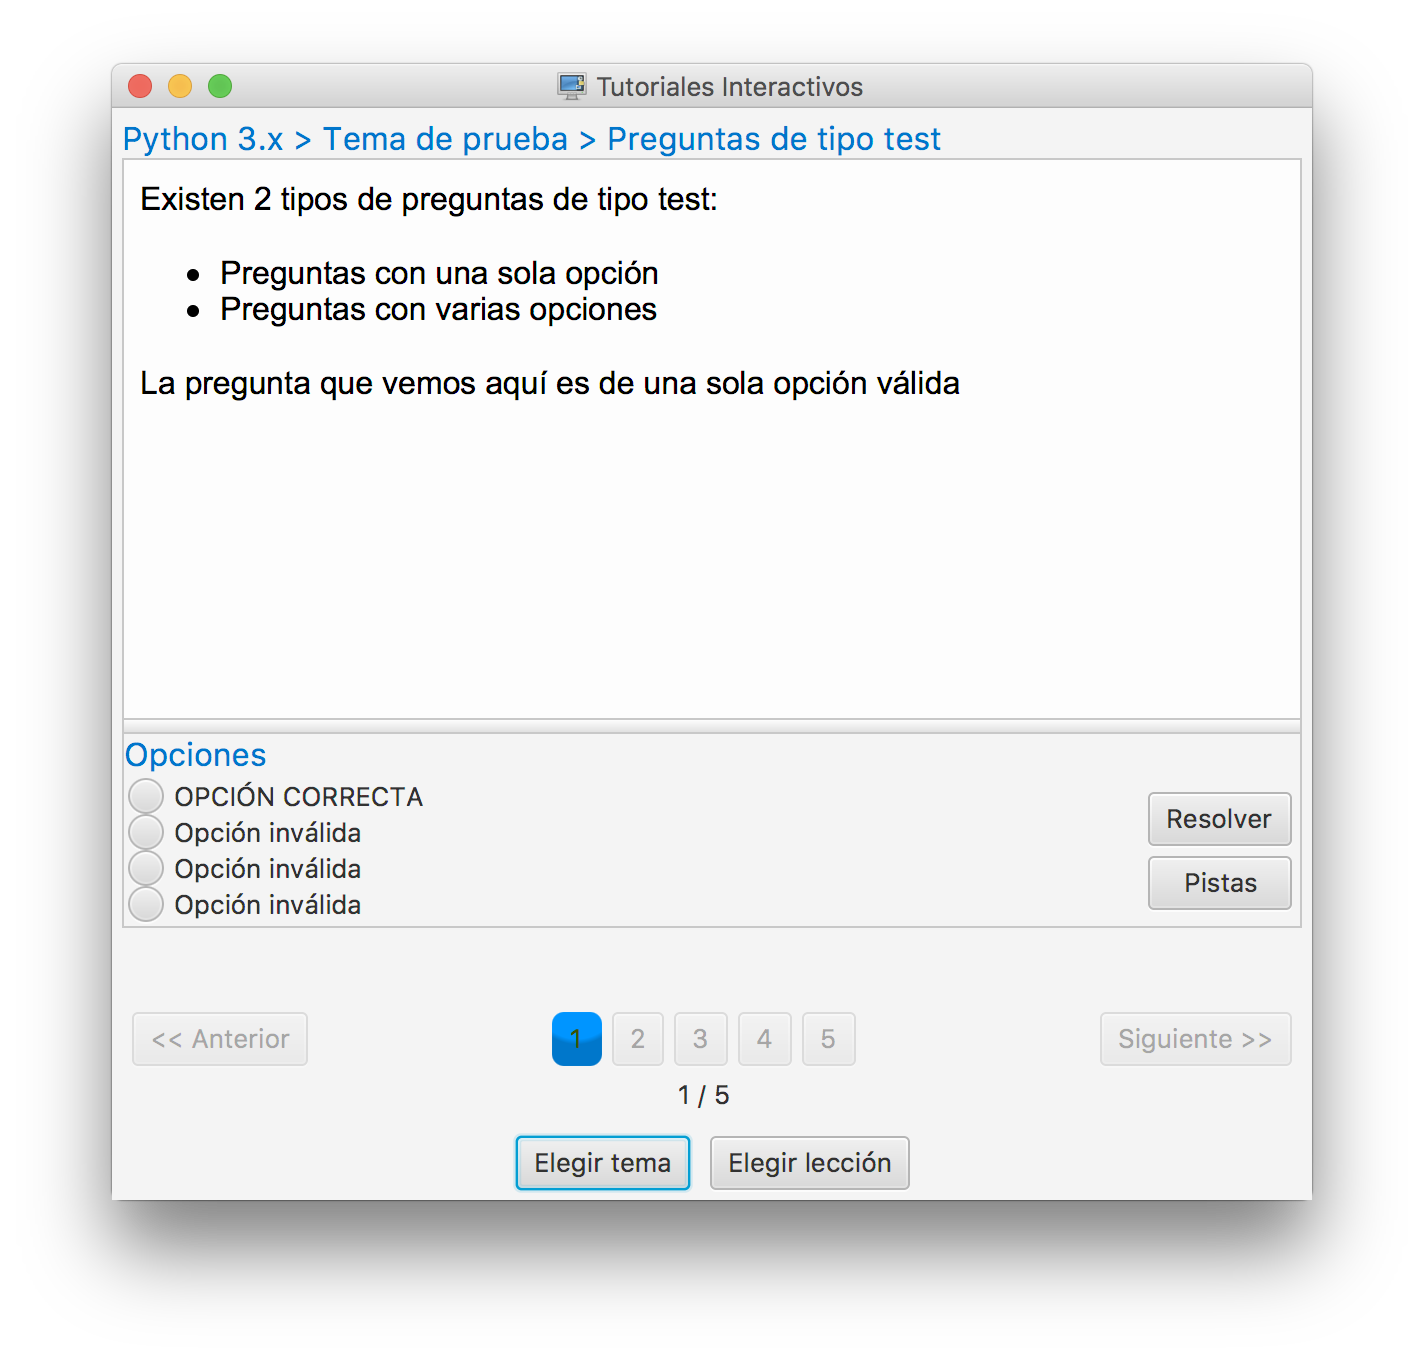 Tutoriales Interactivos
Python 3.x > Tema de prueba > Preguntas de tipo test
Existen 2 tipos de preguntas de tipo test:
Preguntas con una sola opción
Preguntas con varias opciones
La pregunta que vemos aquí es de una sola opción válida
Opciones
OPCIÓN CORRECTA
Opción inválida
Opción inválida
Opción inválida
Resolver
Pistas
<< Anterior
1 2 3 4 5
Siguiente >>
1 / 5
Elegir tema
Elegir lección